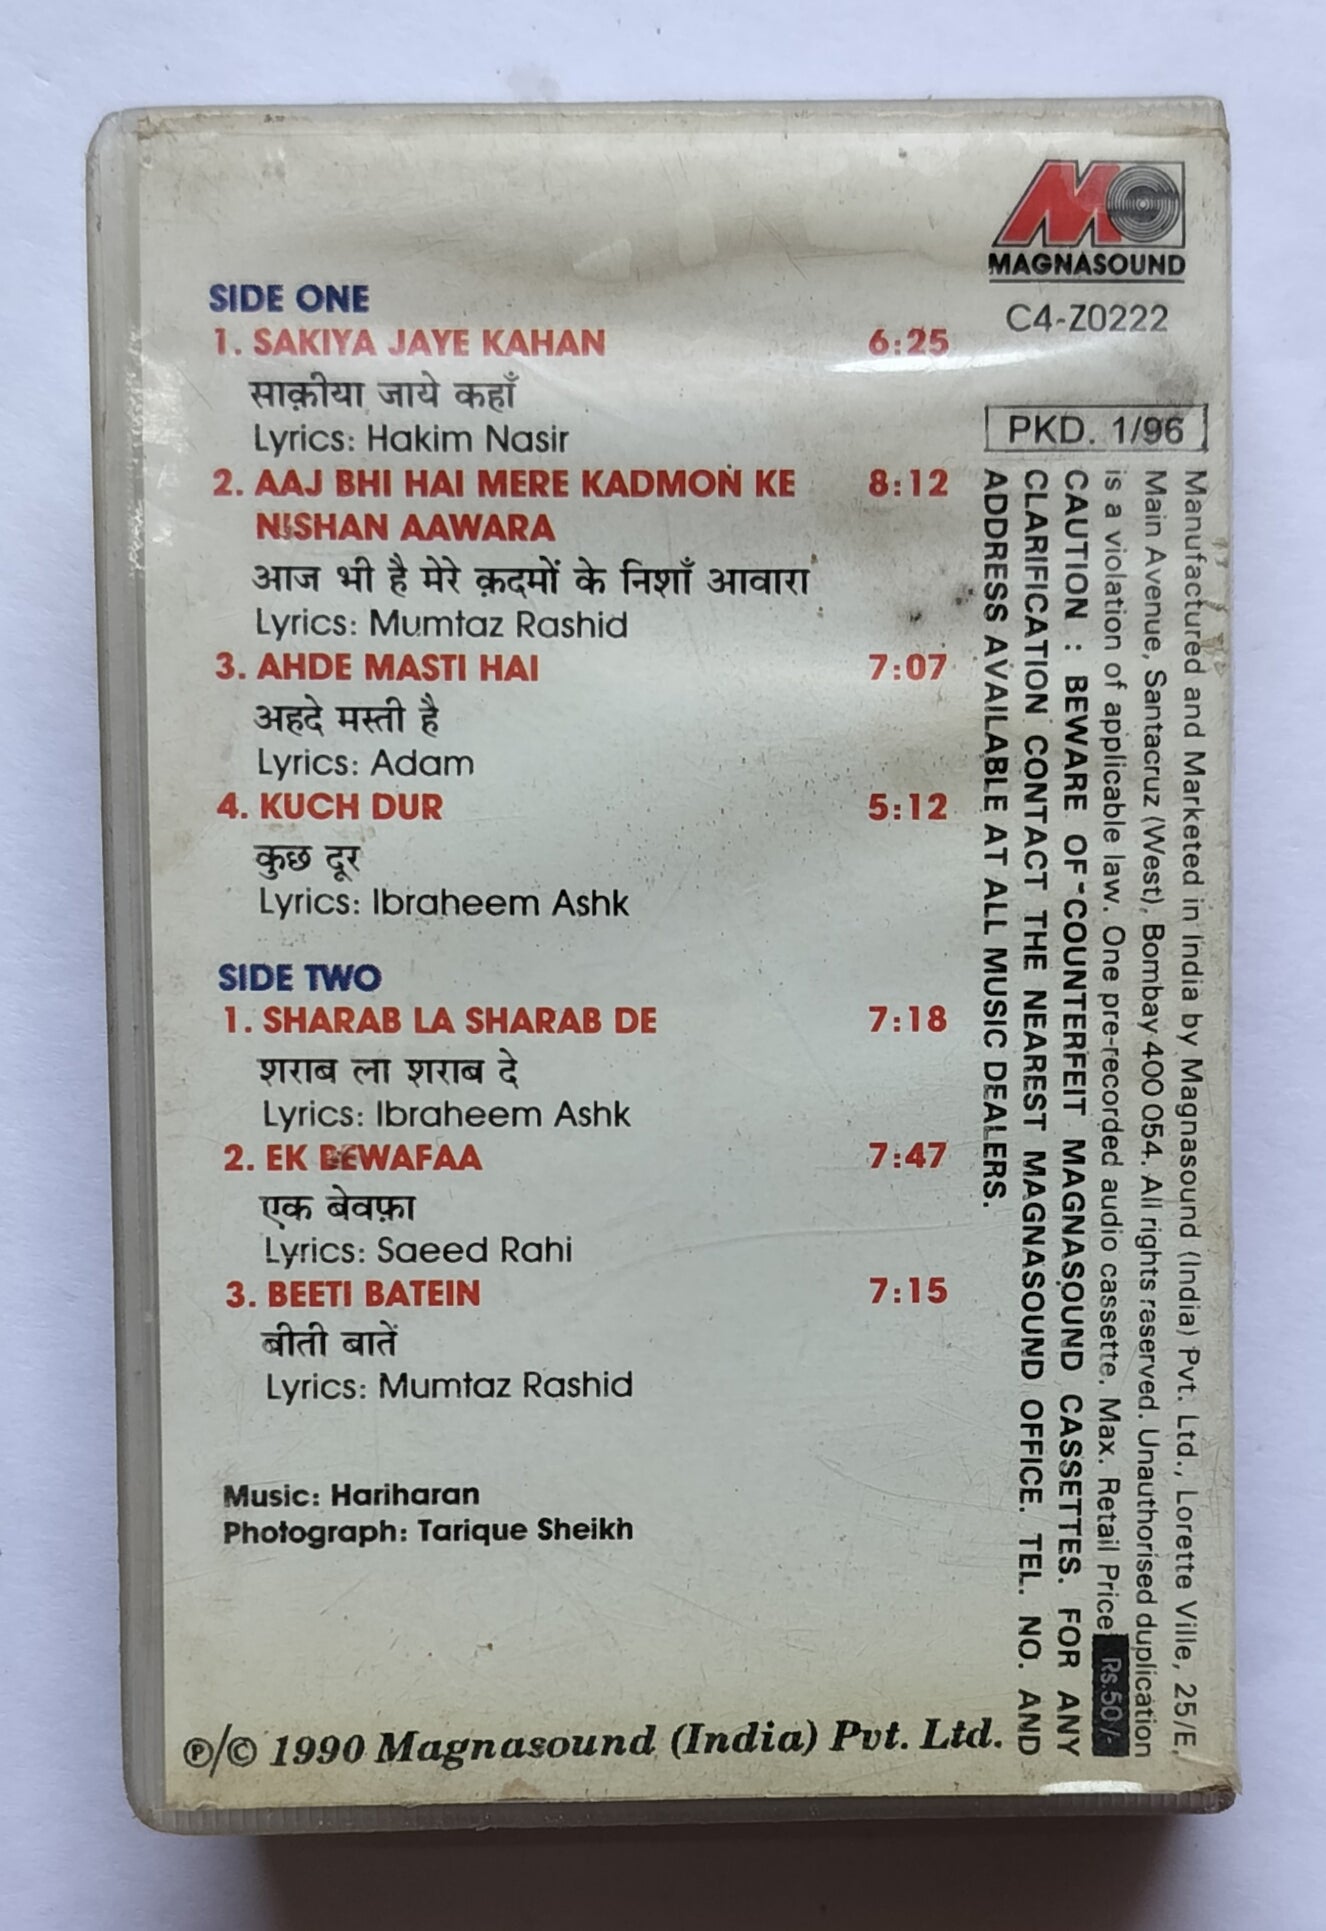 MAGNASOUND
C4-Z0222
PKD. 1/96
SIDE ONE
1. SAKIYA JAYE KAHAN 6:25
साक़ीया जाये कहाँ
Lyrics: Hakim Nasir
2. AAJ BHI HAI MERE KADMON KE 8:12
NISHAN AAWARA
आज भी है मेरे क़दमों के निशाँ आवारा
Lyrics: Mumtaz Rashid
3. AHDE MASTI HAI 7:07
अहदे मस्ती है
Lyrics: Adam
4. KUCH DUR 5:12
कुछ दूर
Lyrics: Ibraheem Ashk
SIDE TWO
1. SHARAB LA SHARAB DE 7:18
शराब ला शराब दे
Lyrics: Ibraheem Ashk
2. EK BEWAFAA 7:47
एक बेवफ़ा
Lyrics: Saeed Rahi
3. BEETI BATEIN 7:15
बीती बातें
Lyrics: Mumtaz Rashid
Music: Hariharan
Photograph: Tarique Sheikh
℗/© 1990 Magnasound (India) Pvt. Ltd.
Manufactured and Marketed in India by Magnasound (India) Pvt. Ltd., Lorette Ville, 25/E,
Main Avenue, Santacruz (West), Bombay 400 054. All rights reserved. Unauthorised duplication
is a violation of applicable law. One pre-recorded audio cassette. Max. Retail Price Rs.50/-
CAUTION : BEWARE OF COUNTERFEIT MAGNASOUND CASSETTES. FOR ANY
CLARIFICATION CONTACT THE NEAREST MAGNASOUND OFFICE. TEL. NO. AND
ADDRESS AVAILABLE AT ALL MUSIC DEALERS.